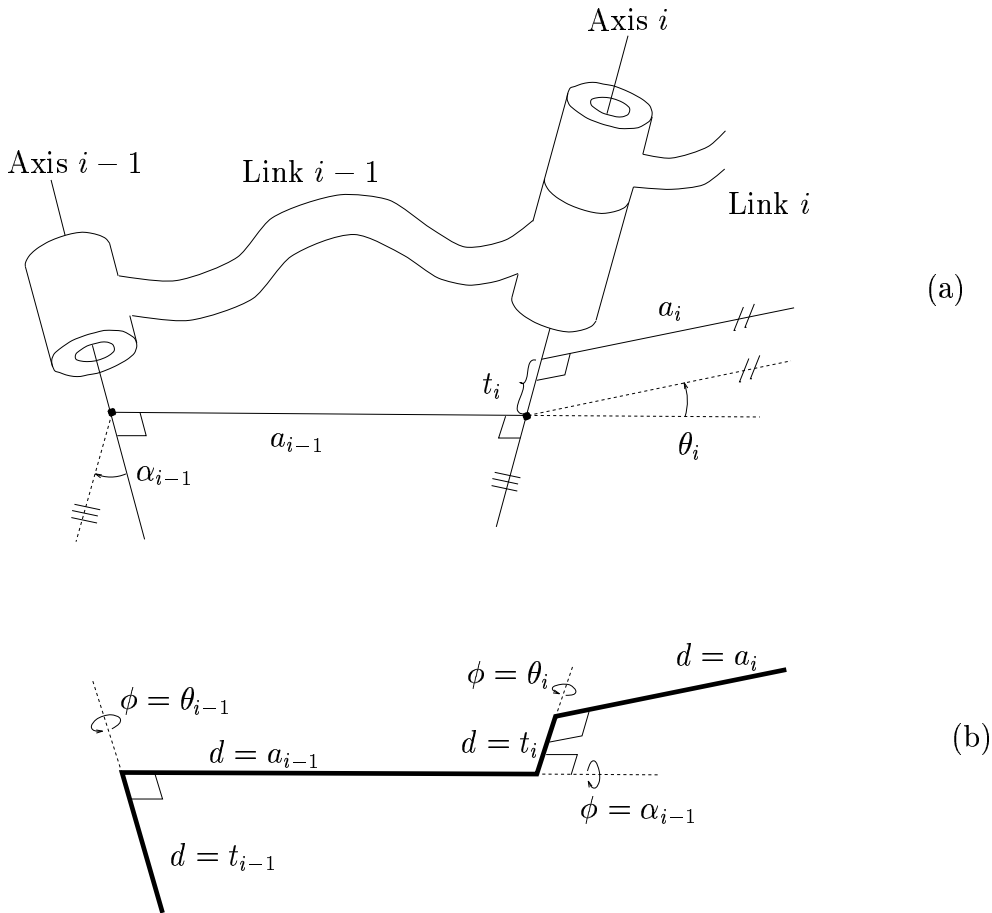 Axis i
Axis i − 1
Link i − 1
Link i
(a)
a_i
t_i
a_{i−1}
θ_i
α_{i−1}
d = a_i
ϕ = θ_i
ϕ = θ_{i−1}
(b)
d = t_i
d = a_{i−1}
ϕ = α_{i−1}
d = t_{i−1}